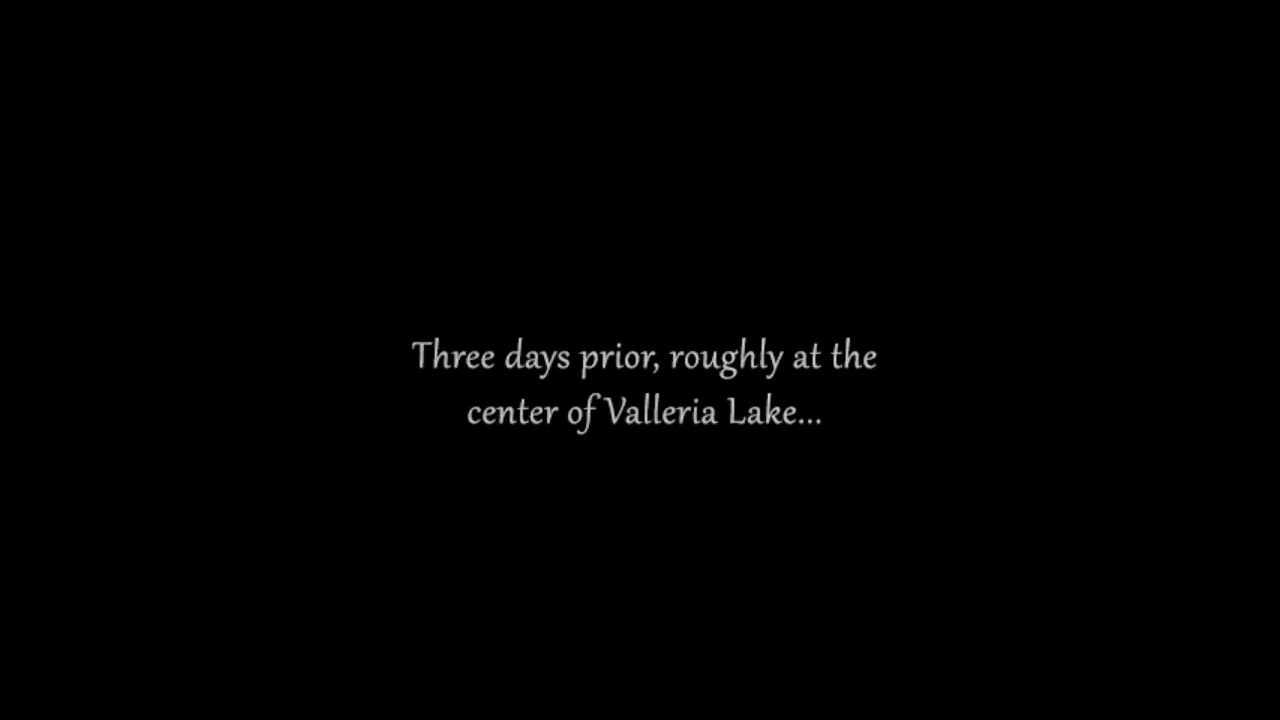 Three days prior, roughly at the
center of Valleria Lake...